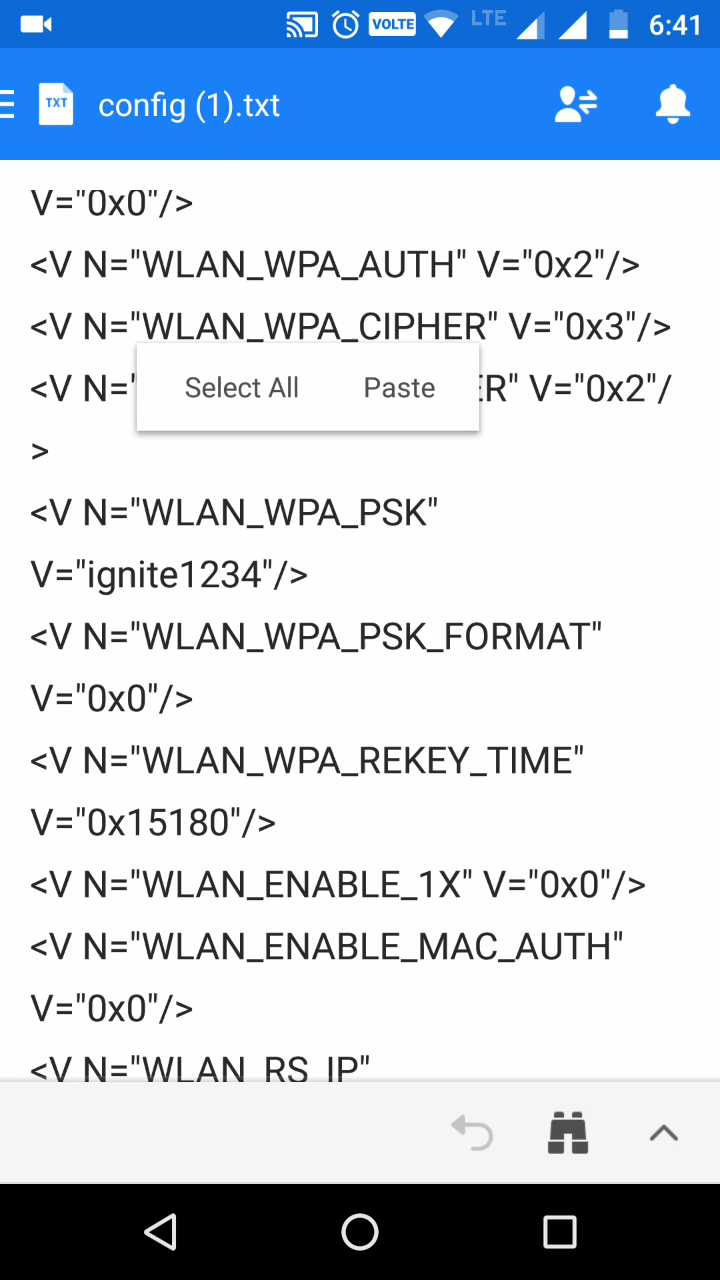 VOLTE LTE 6:41
TXT config (1).txt
V="0x0"/>
<V N="WLAN_WPA_AUTH" V="0x2"/>
<V N="WLAN_WPA_CIPHER" V="0x3"/>
<V N=" Select All Paste R" V="0x2"/
>
<V N="WLAN_WPA_PSK"
V="ignite1234"/>
<V N="WLAN_WPA_PSK_FORMAT"
V="0x0"/>
<V N="WLAN_WPA_REKEY_TIME"
V="0x15180"/>
<V N="WLAN_ENABLE_1X" V="0x0"/>
<V N="WLAN_ENABLE_MAC_AUTH"
V="0x0"/>
<V N="WLAN_RS_IP"